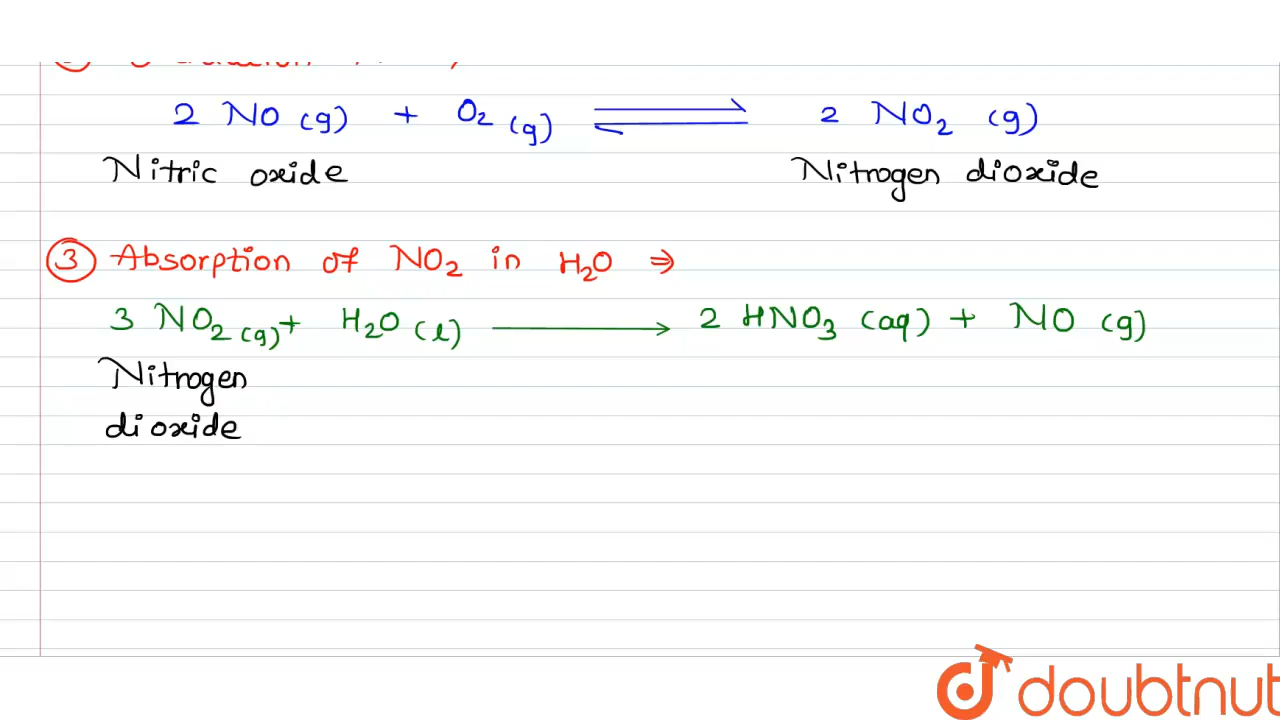 2 NO (g) + O2 (g) ⇌ 2 NO2 (g)
Nitric oxide Nitrogen dioxide
3 Absorption of NO2 in H2O ⇒
3 NO2 (g) + H2O (l) → 2 HNO3 (aq) + NO (g)
Nitrogen
dioxide
doubtnut